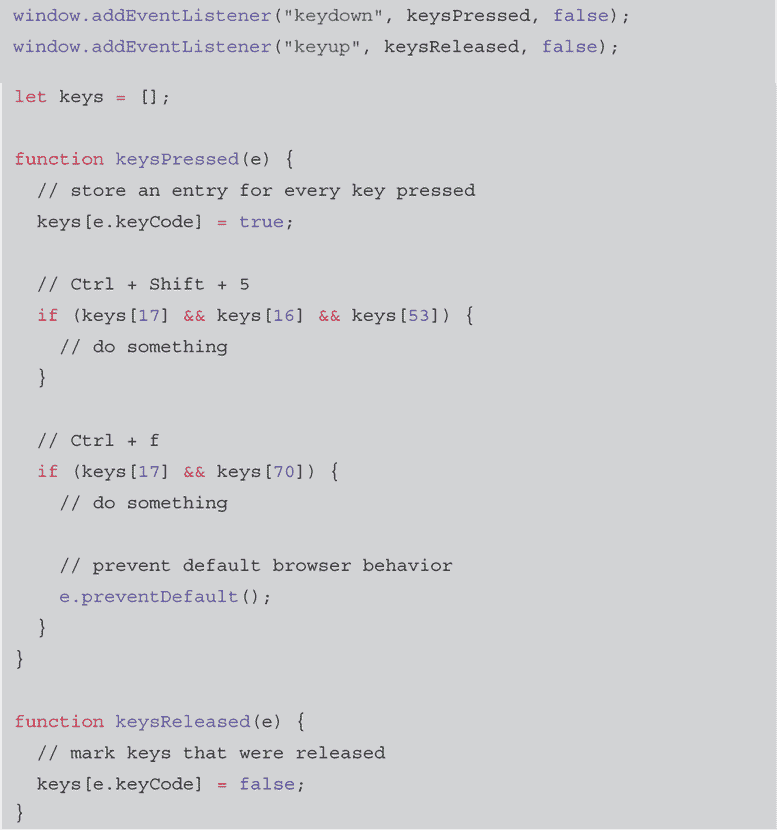 window.addEventListener("keydown", keysPressed, false);
window.addEventListener("keyup", keysReleased, false);
let keys = [];
function keysPressed(e) {
// store an entry for every key pressed
keys[e.keyCode] = true;
// Ctrl + Shift + 5
if (keys[17] && keys[16] && keys[53]) {
// do something
}
// Ctrl + f
if (keys[17] && keys[70]) {
// do something
// prevent default browser behavior
e.preventDefault();
}
}
function keysReleased(e) {
// mark keys that were released
keys[e.keyCode] = false;
}